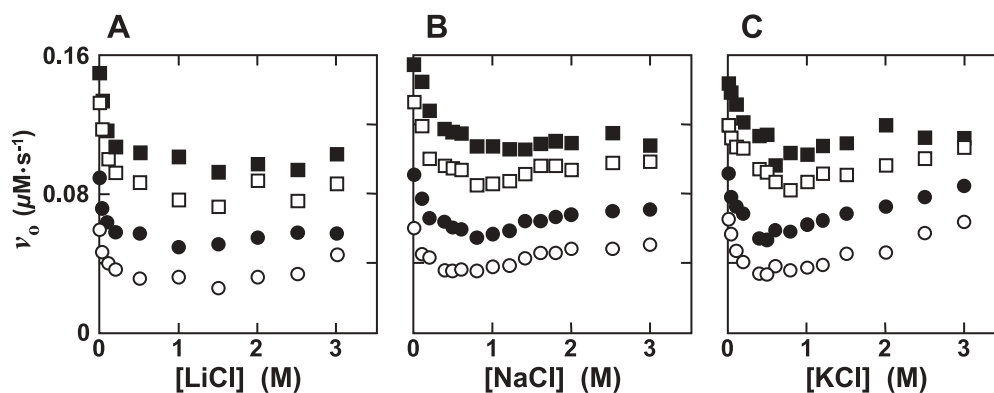 A B C
0.16
0.08
0
v₀ (μM·s⁻¹)
0 1 2 3
[LiCl] (M)
0 1 2 3
[NaCl] (M)
0 1 2 3
[KCl] (M)